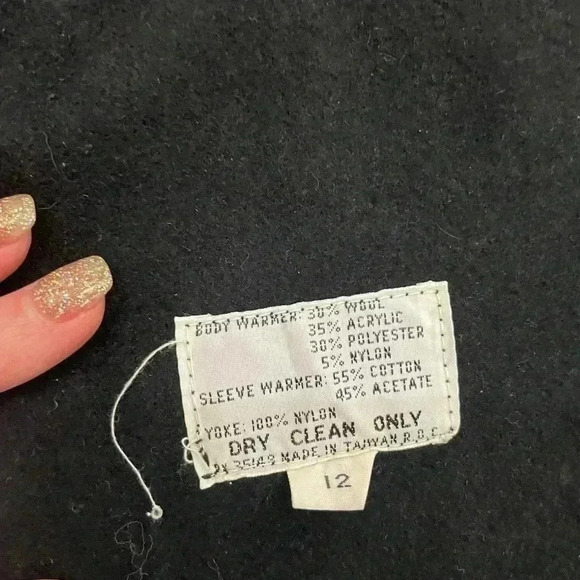 BODY WARMER: 30% WOOL
35% ACRYLIC
30% POLYESTER
5% NYLON
SLEEVE WARMER: 55% COTTON
45% ACETATE
YOKE: 100% NYLON
DRY CLEAN ONLY
MADE IN TAIWAN R.O.C.
12